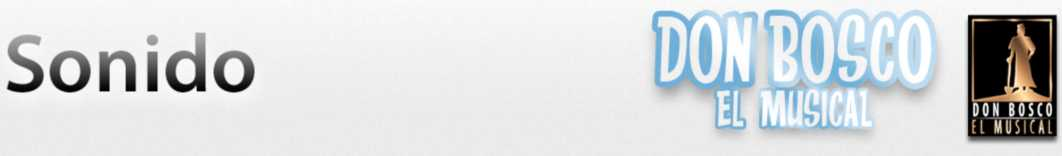 Sonido
DON BOSCO
EL MUSICAL
DON BOSCO
EL MUSICAL